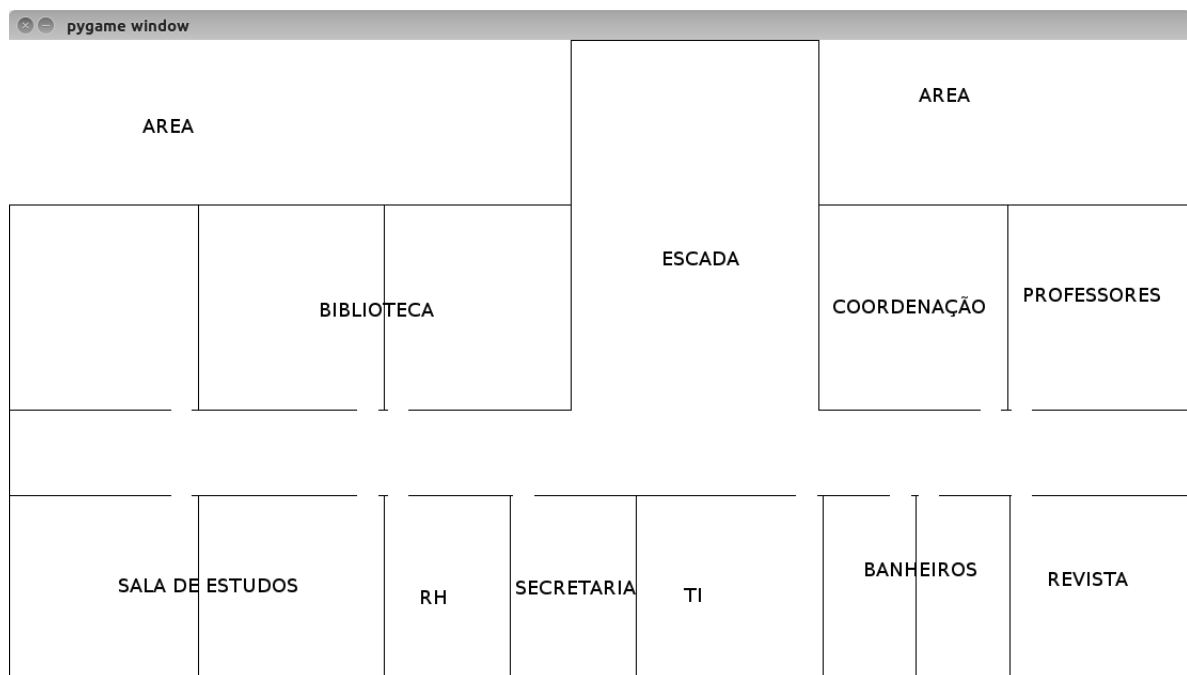 pygame window
AREA
AREA
ESCADA
BIBLIOTECA
COORDENAÇÃO
PROFESSORES
SALA DE ESTUDOS
RH
SECRETARIA
TI
BANHEIROS
REVISTA